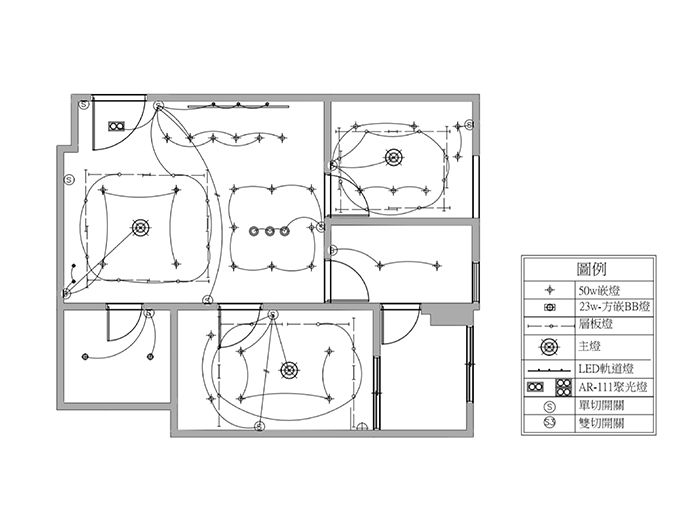 圖例
50w嵌燈
23w-方嵌BB燈
層板燈
主燈
LED軌道燈
AR-111聚光燈
S 單切開關
S3 雙切開關